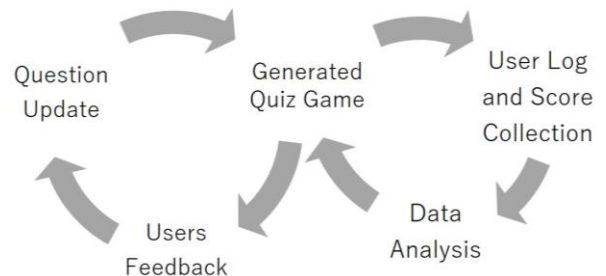 Question
Update
Generated
Quiz Game
User Log
and Score
Collection
Users
Feedback
Data
Analysis